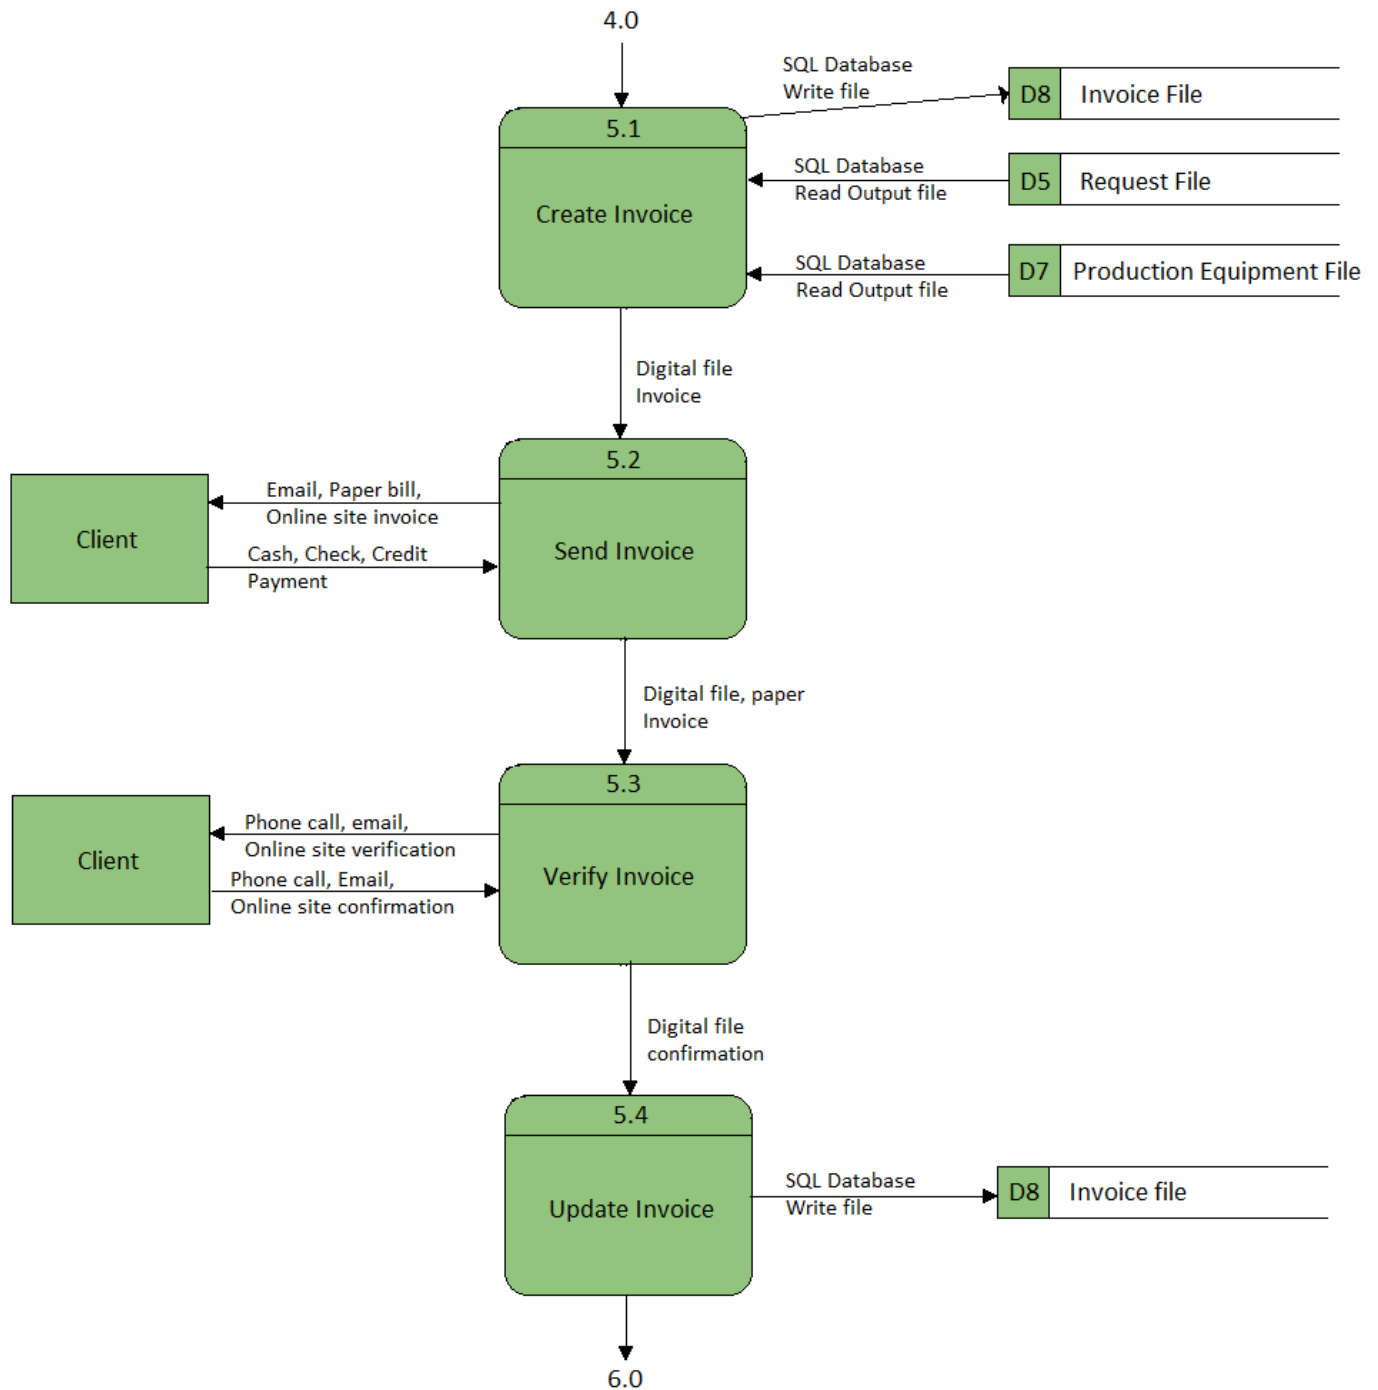 4.0
SQL Database
Write file
D8 Invoice File
5.1
SQL Database
Read Output file
D5 Request File
Create Invoice
SQL Database
Read Output file
D7 Production Equipment File
Digital file
Invoice
5.2
Email, Paper bill,
Online site invoice
Client
Send Invoice
Cash, Check, Credit
Payment
Digital file, paper
Invoice
5.3
Phone call, email,
Online site verification
Client
Verify Invoice
Phone call, Email,
Online site confirmation
Digital file
confirmation
5.4
SQL Database
Write file
D8 Invoice file
Update Invoice
6.0